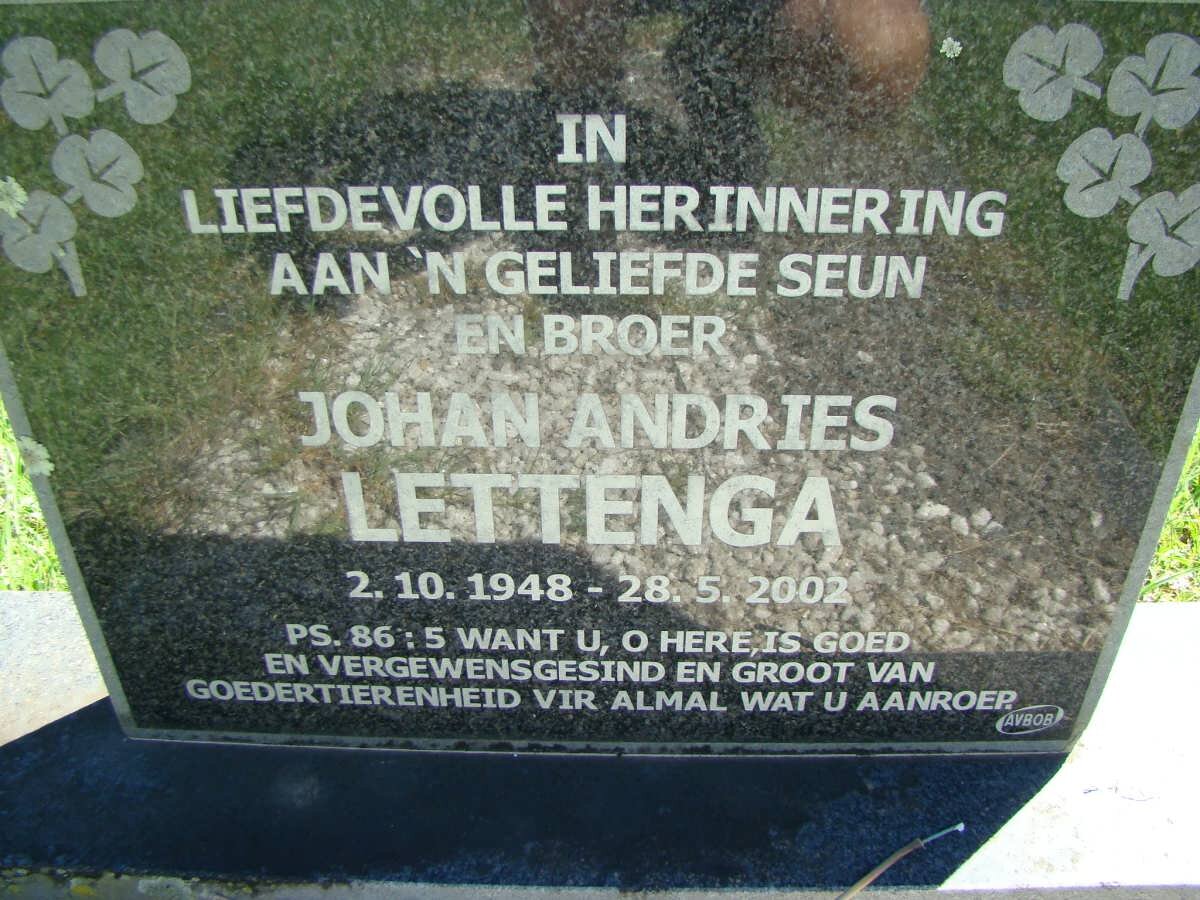 IN
LIEFDEVOLLE HERINNERING
AAN `N GELIEFDE SEUN
EN BROER
JOHAN ANDRIES
LETTENGA
2. 10. 1948 - 28. 5. 2002
PS. 86 : 5 WANT U, O HERE, IS GOED
EN VERGEWENSGESIND EN GROOT VAN
GOEDERTIERENHEID VIR ALMAL WAT U AANROEP.
AVBOB